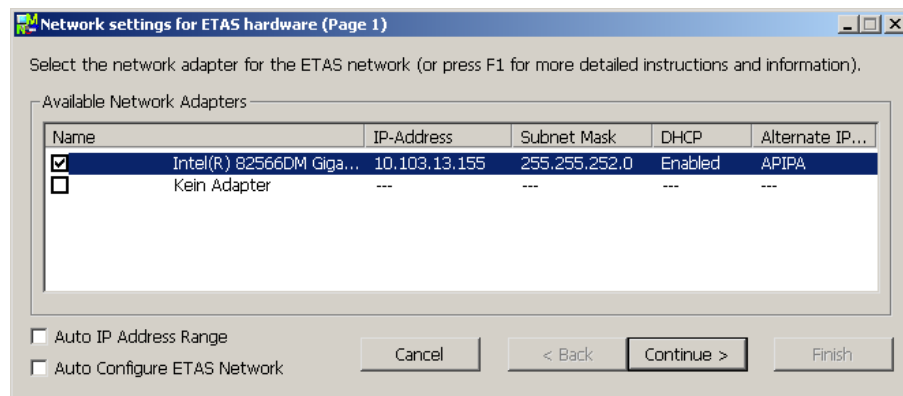 Network settings for ETAS hardware (Page 1)
Select the network adapter for the ETAS network (or press F1 for more detailed instructions and information).
Available Network Adapters
Name IP-Address Subnet Mask DHCP Alternate IP...
Intel(R) 82566DM Giga... 10.103.13.155 255.255.252.0 Enabled APIPA
Kein Adapter --- --- --- ---
Auto IP Address Range
Cancel < Back Continue > Finish
Auto Configure ETAS Network